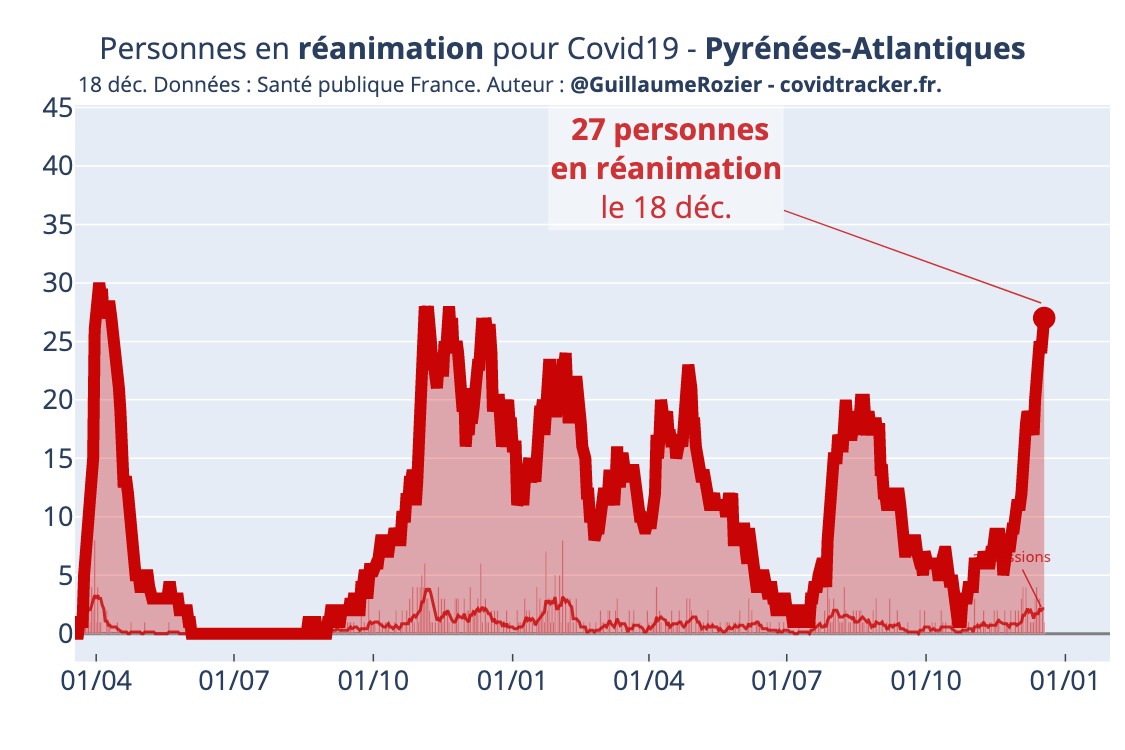 Personnes en réanimation pour Covid19 - Pyrénées-Atlantiques
18 déc. Données : Santé publique France. Auteur : @GuillaumeRozier - covidtracker.fr.
45
27 personnes
en réanimation
le 18 déc.
40
35
30
25
20
15
10
5
0
01/04 01/07 01/10 01/01 01/04 01/07 01/10 01/01